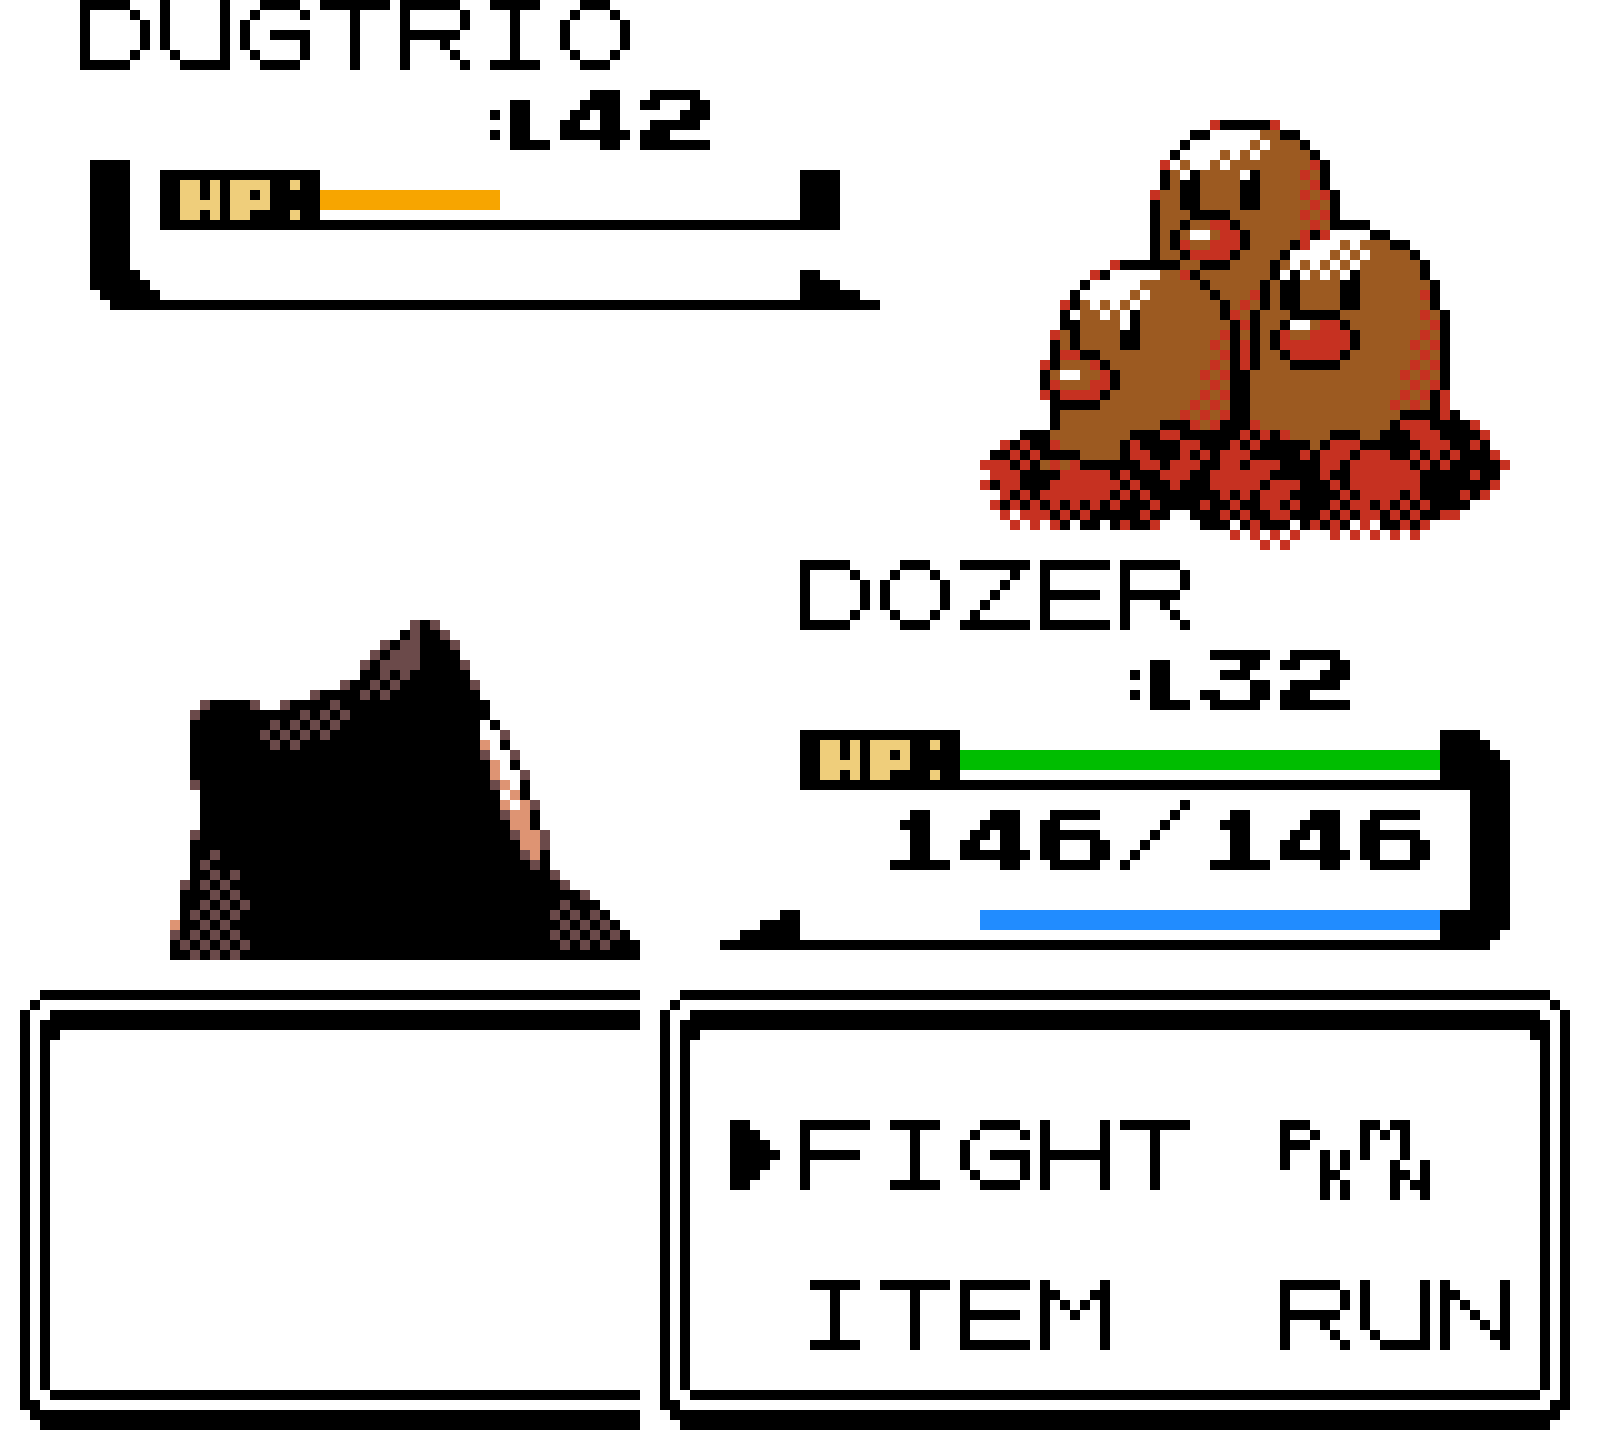 DUGTRIO
:L42
HP:
DOZER
:L32
HP:
146/146
FIGHT PKMN
ITEM RUN